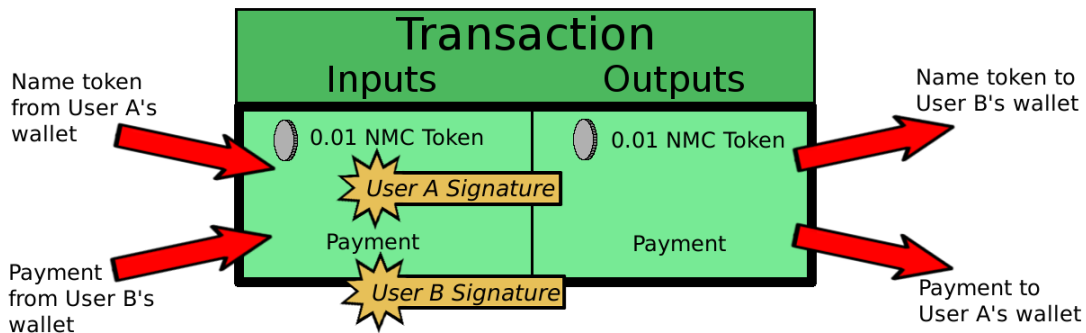 Transaction
Inputs
Outputs
Name token
from User A's
wallet
0.01 NMC Token
0.01 NMC Token
Name token to
User B's wallet
User A Signature
Payment
Payment
Payment
from User B's
wallet
User B Signature
Payment to
User A's wallet